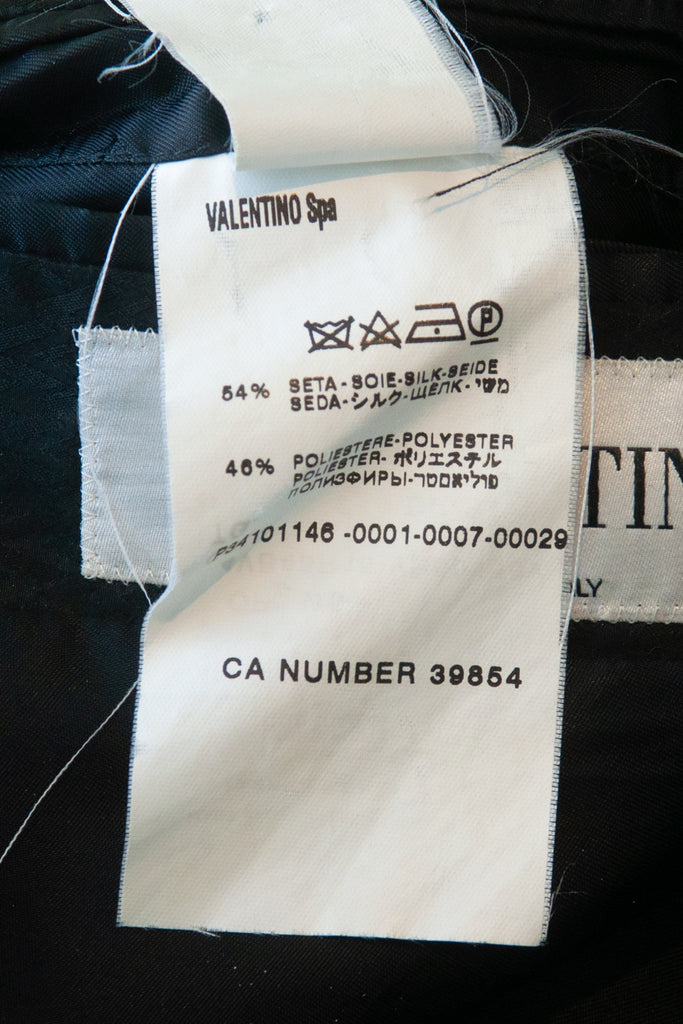 VALENTINO Spa
P
54% SETA-SOIE-SILK-SEIDE
SEDA-シルク-ШЕЛК-משי
46% POLIESTERE-POLYESTER
POLIESTER-ポリエステル
ПОЛИЭФИРЫ-פוליאסטר
P34101146-0001-0007-00029
CA NUMBER 39854
TIN
LY